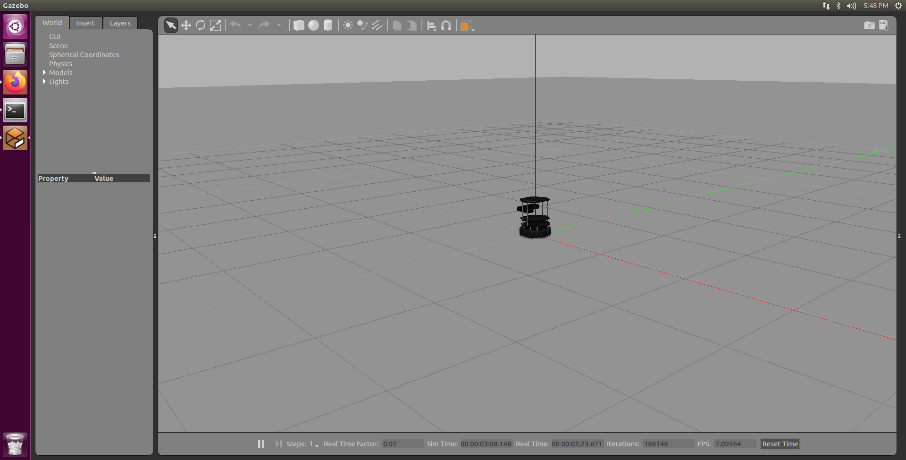 Gazebo
5:48 PM
World Insert Layers
GUI
Scene
Spherical Coordinates
Physics
Models
Lights
Property Value
Steps: 1 Real Time Factor: 0.97 Sim Time: 00 00:03:08.148 Real Time: 00 00:03:23.671 Iterations: 188148 FPS: 7.09564 Reset Time